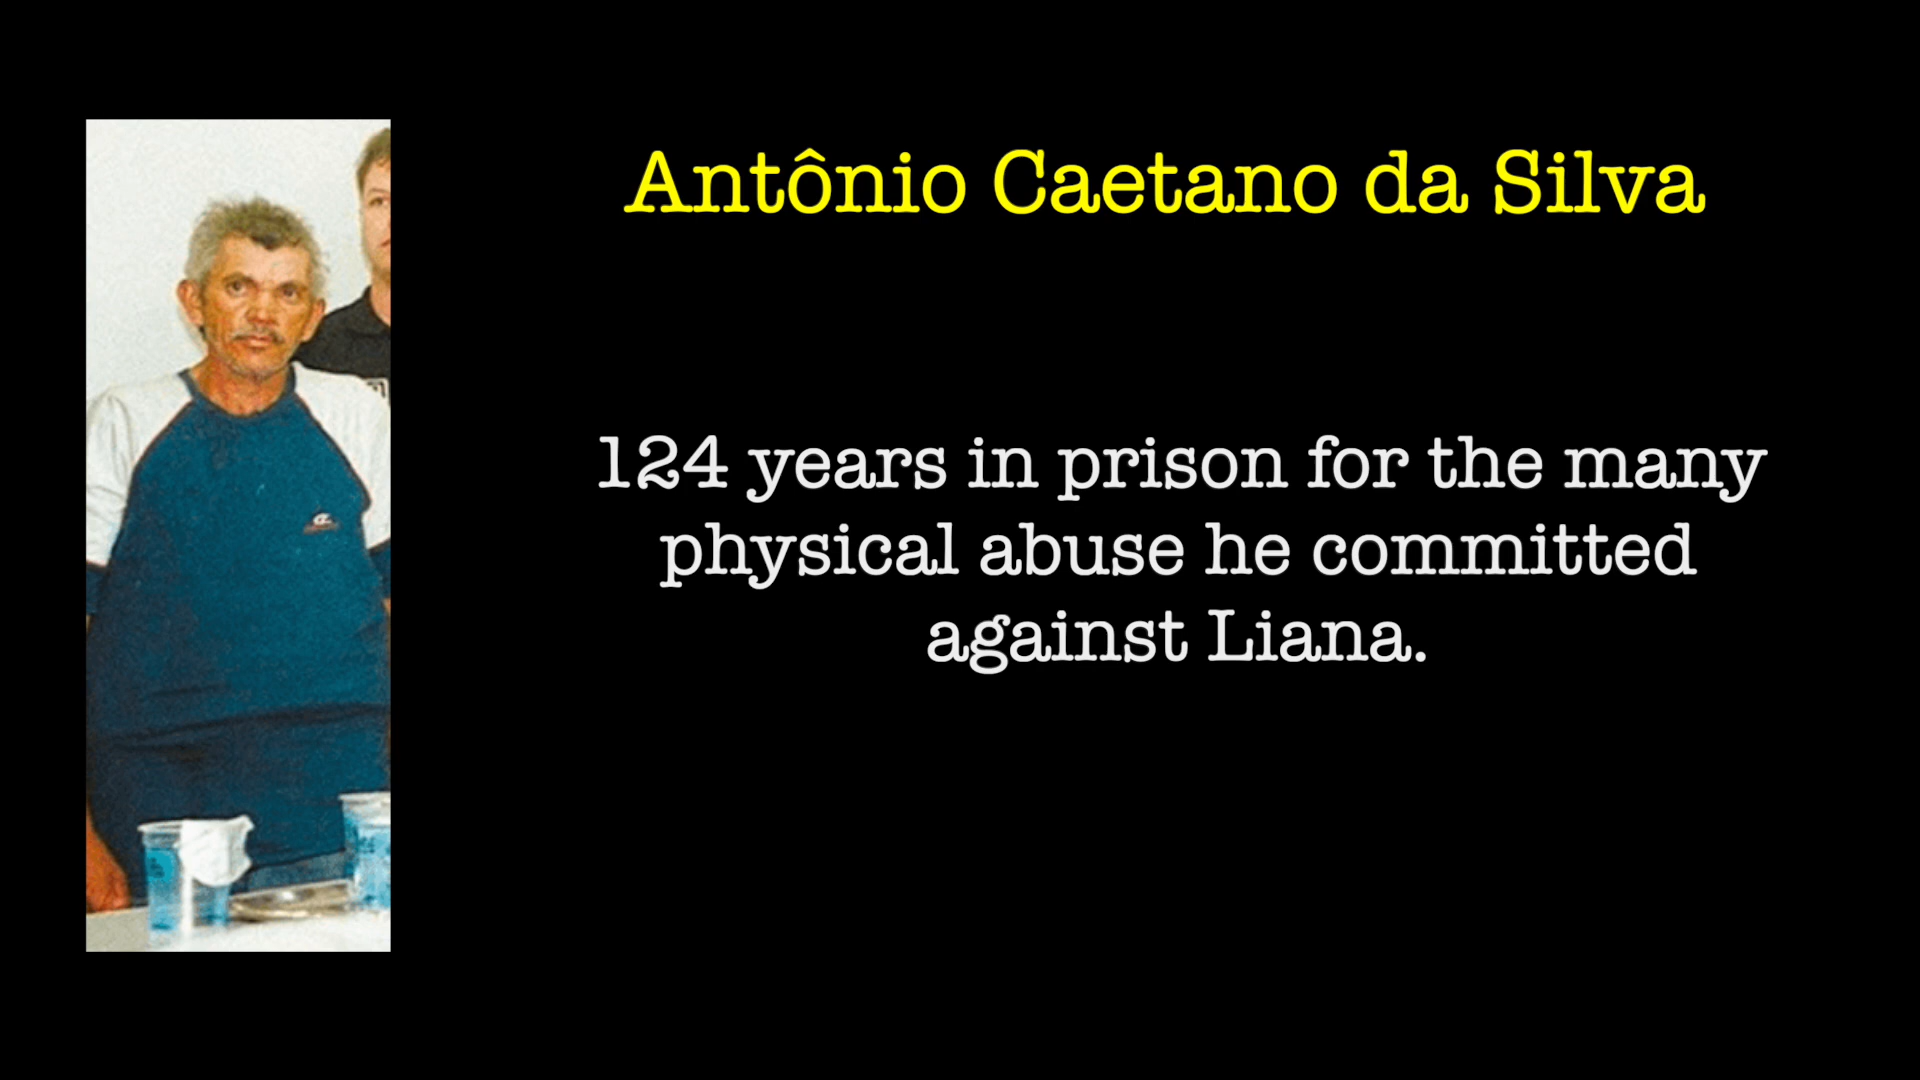 Antônio Caetano da Silva
124 years in prison for the many
physical abuse he committed
against Liana.